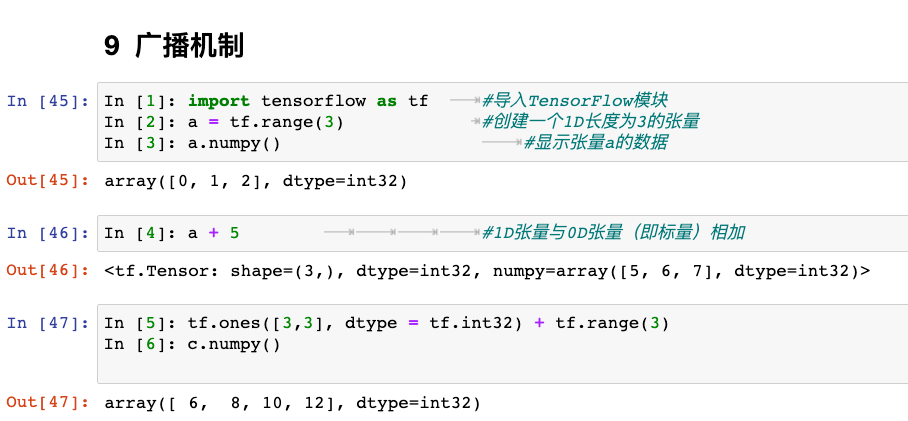 9 广播机制
In [45]: In [1]: import tensorflow as tf #导入TensorFlow模块
In [2]: a = tf.range(3) #创建一个1D长度为3的张量
In [3]: a.numpy() #显示张量a的数据
Out[45]: array([0, 1, 2], dtype=int32)
In [46]: In [4]: a + 5 #1D张量与0D张量（即标量）相加
Out[46]: <tf.Tensor: shape=(3,), dtype=int32, numpy=array([5, 6, 7], dtype=int32)>
In [47]: In [5]: tf.ones([3,3], dtype = tf.int32) + tf.range(3)
In [6]: c.numpy()
Out[47]: array([ 6,  8, 10, 12], dtype=int32)